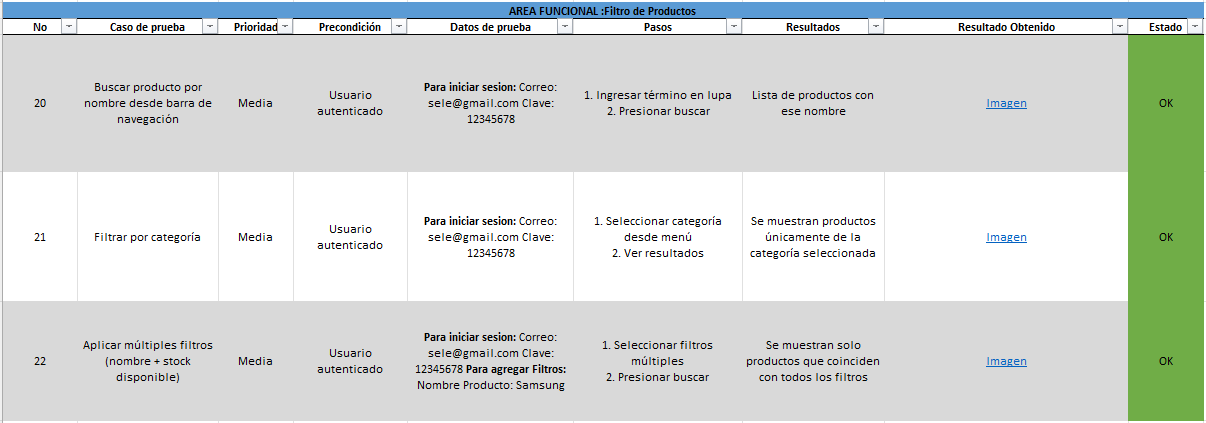 AREA FUNCIONAL :Filtro de Productos
No Caso de prueba Prioridad Precondición Datos de prueba Pasos Resultados Resultado Obtenido Estado
20
Buscar producto por
nombre desde barra de
navegación
Media
Usuario
autenticado
Para iniciar sesion: Correo:
sele@gmail.com Clave:
12345678
1. Ingresar término en lupa
2. Presionar buscar
Lista de productos con
ese nombre
Imagen
OK
21
Filtrar por categoría
Media
Usuario
autenticado
Para iniciar sesion: Correo:
sele@gmail.com Clave:
12345678
1. Seleccionar categoría
desde menú
2. Ver resultados
Se muestran productos
únicamente de la
categoría seleccionada
Imagen
OK
22
Aplicar múltiples filtros
(nombre + stock
disponible)
Media
Usuario
autenticado
Para iniciar sesion: Correo:
sele@gmail.com Clave:
12345678 Para agregar Filtros:
Nombre Producto: Samsung
1. Seleccionar filtros
múltiples
2. Presionar buscar
Se muestran solo
productos que coinciden
con todos los filtros
Imagen
OK